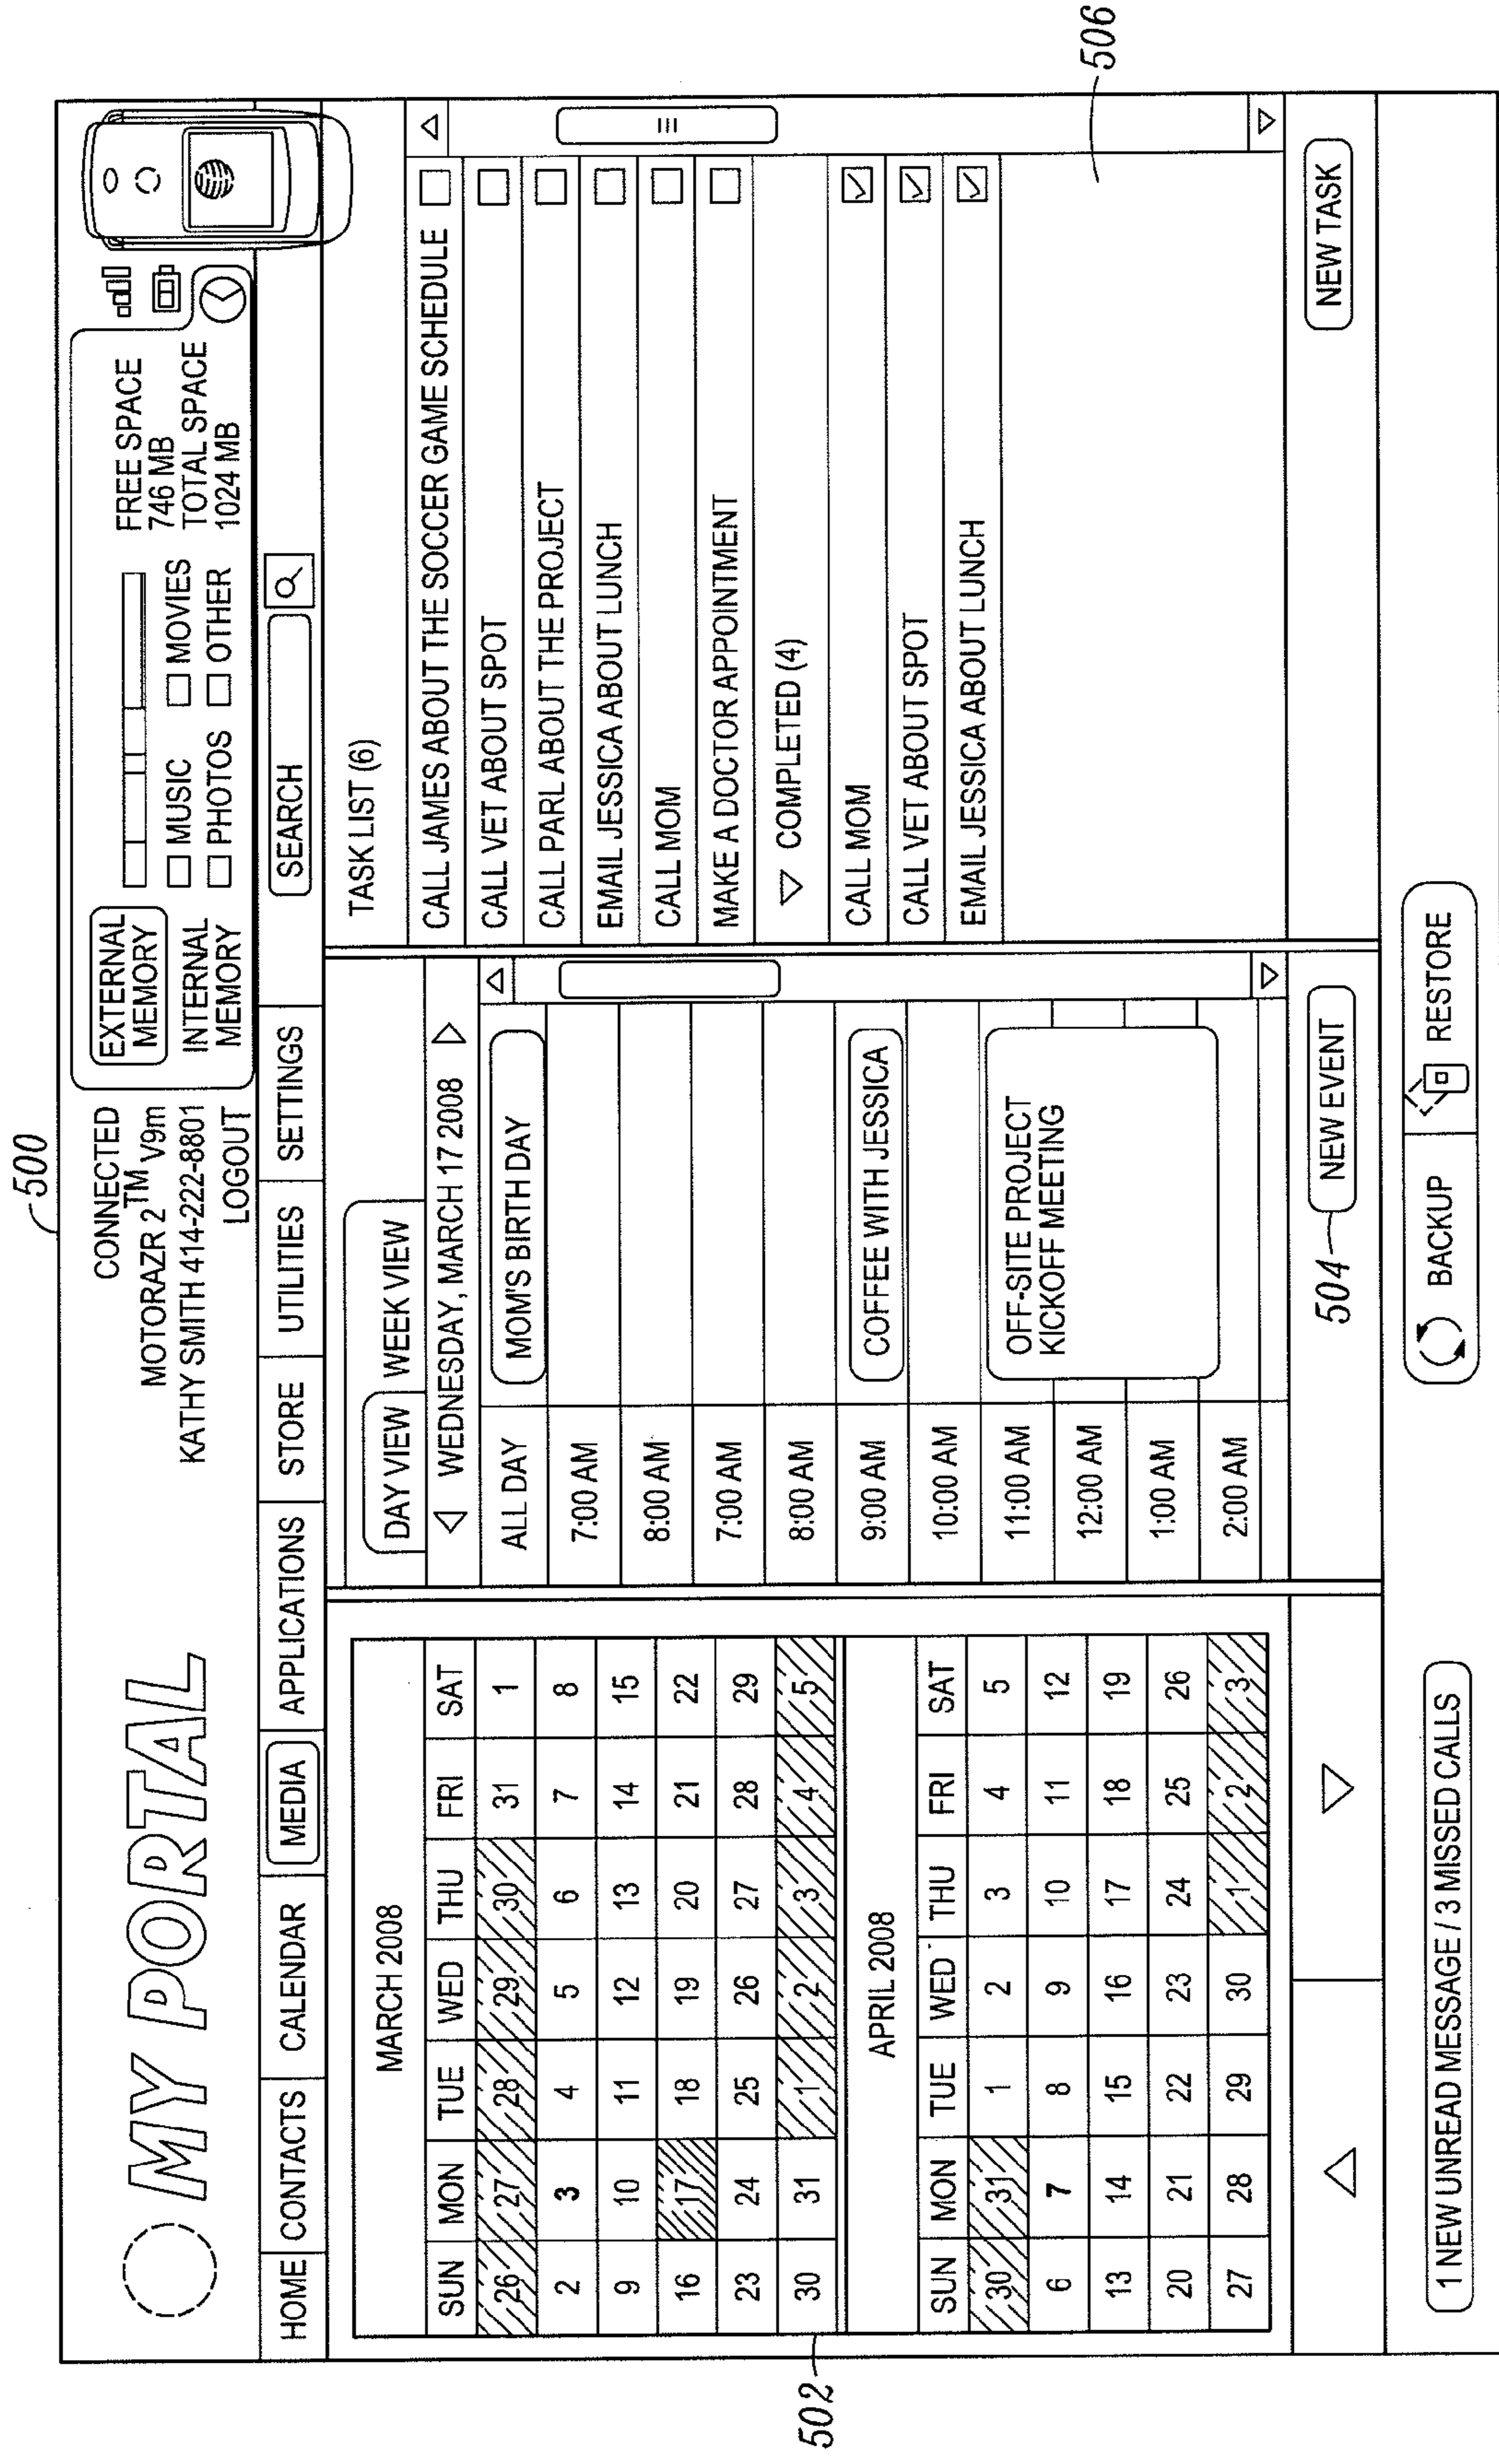 500
MY PORTAL
CONNECTED
MOTORAZR 2™ V9m
KATHY SMITH 414-222-8801
LOGOUT
EXTERNAL
MEMORY
INTERNAL
MEMORY
MUSIC MOVIES
PHOTOS OTHER
FREE SPACE
746 MB
TOTAL SPACE
1024 MB
HOME CONTACTS CALENDAR MEDIA APPLICATIONS STORE UTILITIES SETTINGS SEARCH
MARCH 2008
SUN MON TUE WED THU FRI SAT
26 27 28 29 30 31 1
2 3 4 5 6 7 8
9 10 11 12 13 14 15
16 17 18 19 20 21 22
23 24 25 26 27 28 29
30 31 1 2 3 4 5
502
APRIL 2008
SUN MON TUE WED THU FRI SAT
30 31 1 2 3 4 5
6 7 8 9 10 11 12
13 14 15 16 17 18 19
20 21 22 23 24 25 26
27 28 29 30 1 2 3
DAY VIEW WEEK VIEW
WEDNESDAY, MARCH 17 2008
ALL DAY MOM'S BIRTH DAY
7:00 AM
8:00 AM
7:00 AM
8:00 AM
9:00 AM COFFEE WITH JESSICA
10:00 AM
11:00 AM OFF-SITE PROJECT
KICKOFF MEETING
12:00 AM
1:00 AM
2:00 AM
504 NEW EVENT
TASK LIST (6)
CALL JAMES ABOUT THE SOCCER GAME SCHEDULE
CALL VET ABOUT SPOT
CALL PARL ABOUT THE PROJECT
EMAIL JESSICA ABOUT LUNCH
CALL MOM
MAKE A DOCTOR APPOINTMENT
COMPLETED (4)
CALL MOM
CALL VET ABOUT SPOT
EMAIL JESSICA ABOUT LUNCH
506
NEW TASK
1 NEW UNREAD MESSAGE / 3 MISSED CALLS
BACKUP RESTORE